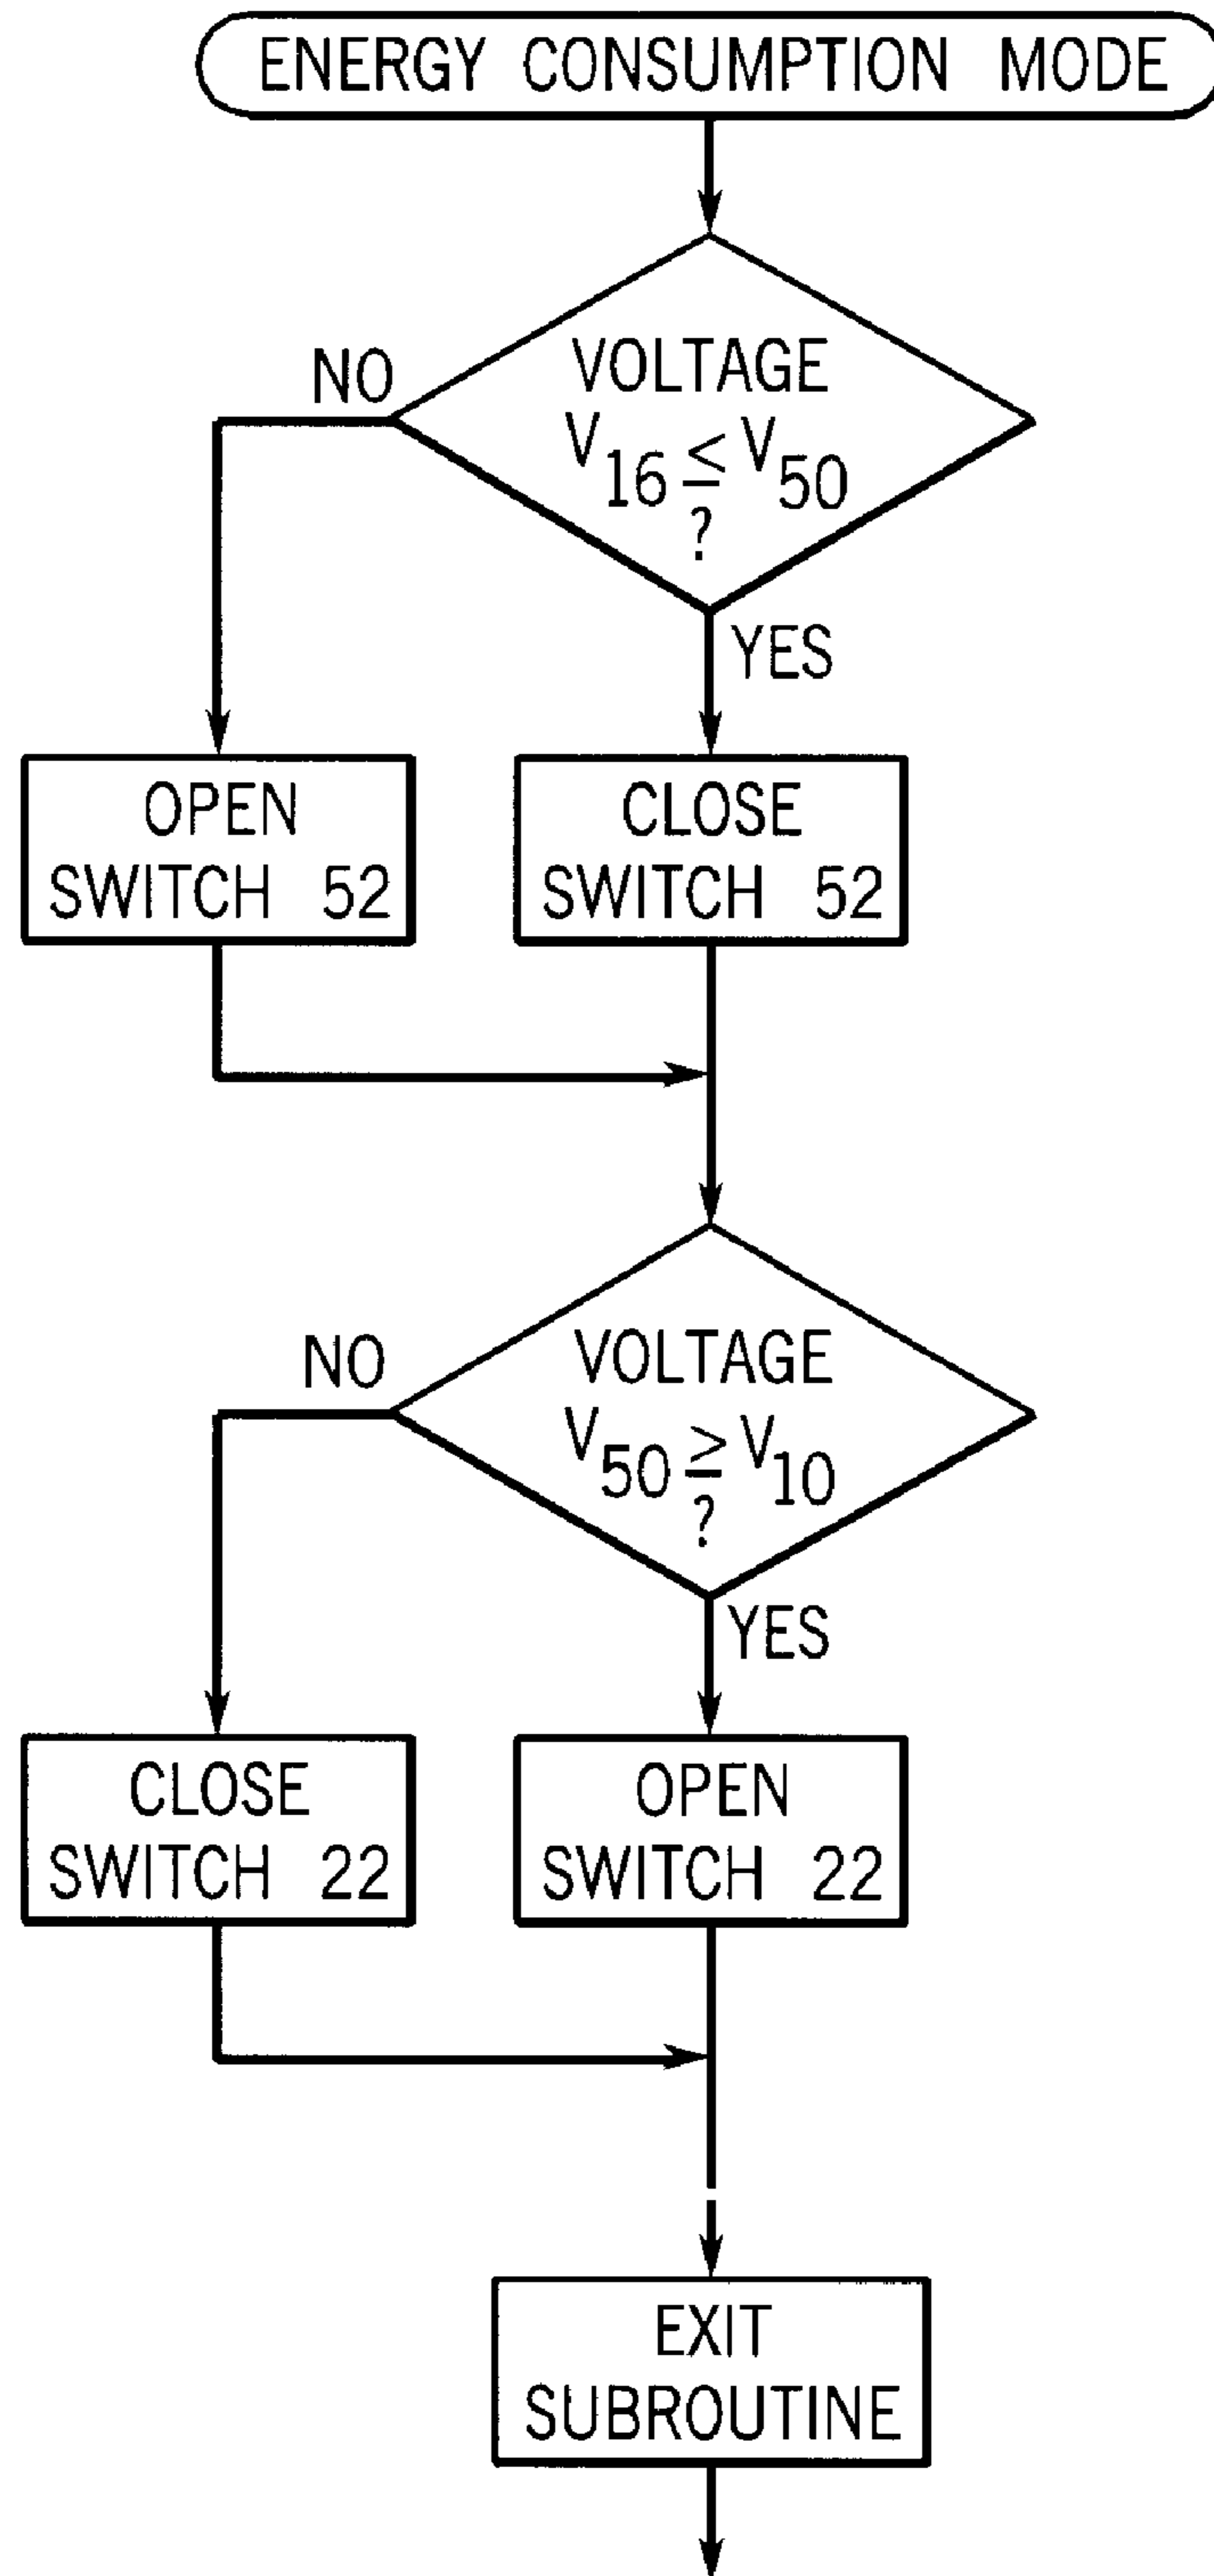 ENERGY CONSUMPTION MODE
VOLTAGE
NO
V16 ≤ V50
?
YES
OPEN
SWITCH 52
CLOSE
SWITCH 52
VOLTAGE
NO
V50 ≥ V10
?
YES
CLOSE
SWITCH 22
OPEN
SWITCH 22
EXIT
SUBROUTINE